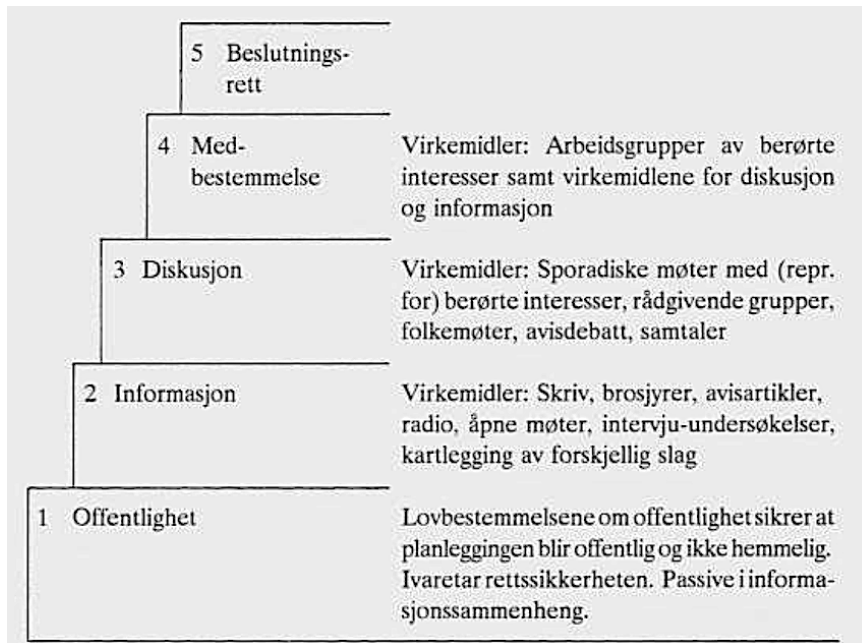 5 Beslutnings-
rett
4 Med-
bestemmelse
Virkemidler: Arbeidsgrupper av berørte
interesser samt virkemidlene for diskusjon
og informasjon
3 Diskusjon
Virkemidler: Sporadiske møter med (repr.
for) berørte interesser, rådgivende grupper,
folkemøter, avisdebatt, samtaler
2 Informasjon
Virkemidler: Skriv, brosjyrer, avisartikler,
radio, åpne møter, intervju-undersøkelser,
kartlegging av forskjellig slag
1 Offentlighet
Lovbestemmelsene om offentlighet sikrer at
planleggingen blir offentlig og ikke hemmelig.
Ivaretar rettssikkerheten. Passive i informa-
sjonssammenheng.